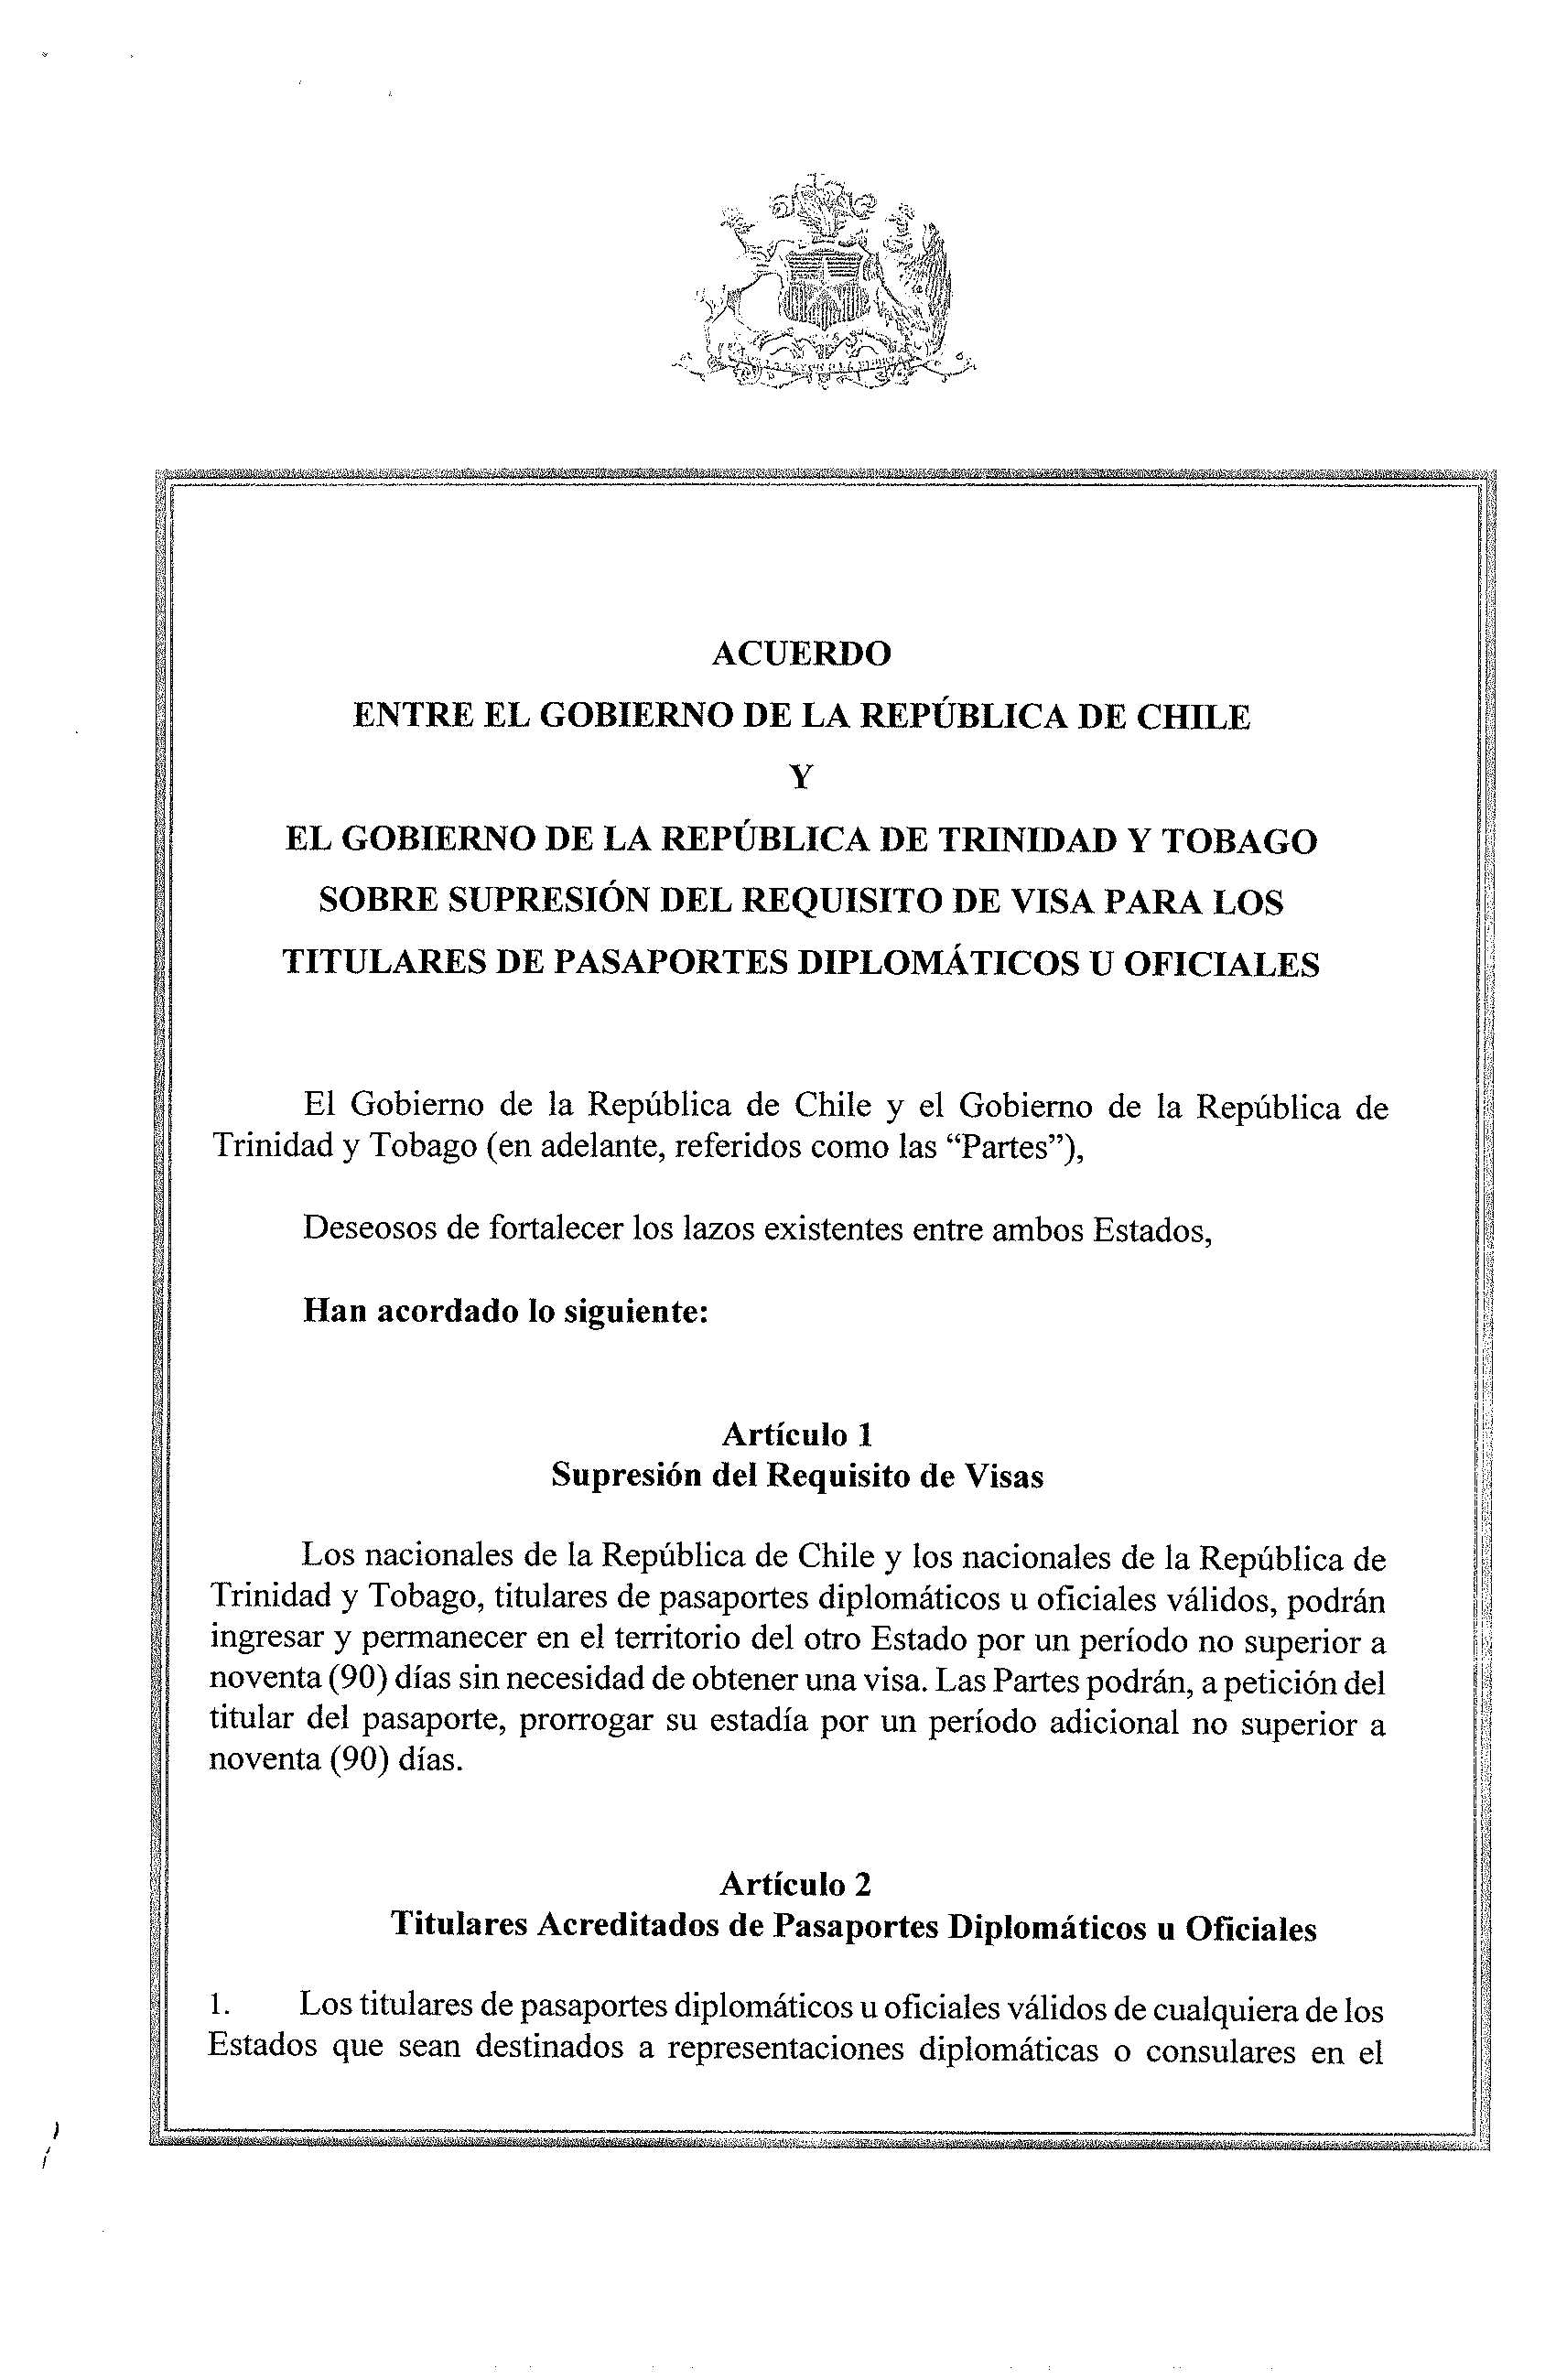 ACUERDO
ENTRE EL GOBIERNO DE LA REPÚBLICA DE CHILE
Y
EL GOBIERNO DE LA REPÚBLICA DE TRINIDAD Y TOBAGO
SOBRE SUPRESIÓN DEL REQUISITO DE VISA PARA LOS
TITULARES DE PASAPORTES DIPLOMÁTICOS U OFICIALES
El Gobierno de la República de Chile y el Gobierno de la República de
Trinidad y Tobago (en adelante, referidos como las “Partes”),
Deseosos de fortalecer los lazos existentes entre ambos Estados,
Han acordado lo siguiente:
Artículo 1
Supresión del Requisito de Visas
Los nacionales de la República de Chile y los nacionales de la República de
Trinidad y Tobago, titulares de pasaportes diplomáticos u oficiales válidos, podrán
ingresar y permanecer en el territorio del otro Estado por un período no superior a
noventa (90) días sin necesidad de obtener una visa. Las Partes podrán, a petición del
titular del pasaporte, prorrogar su estadía por un período adicional no superior a
noventa (90) días.
Artículo 2
Titulares Acreditados de Pasaportes Diplomáticos u Oficiales
1. Los titulares de pasaportes diplomáticos u oficiales válidos de cualquiera de los
Estados que sean destinados a representaciones diplomáticas o consulares en el